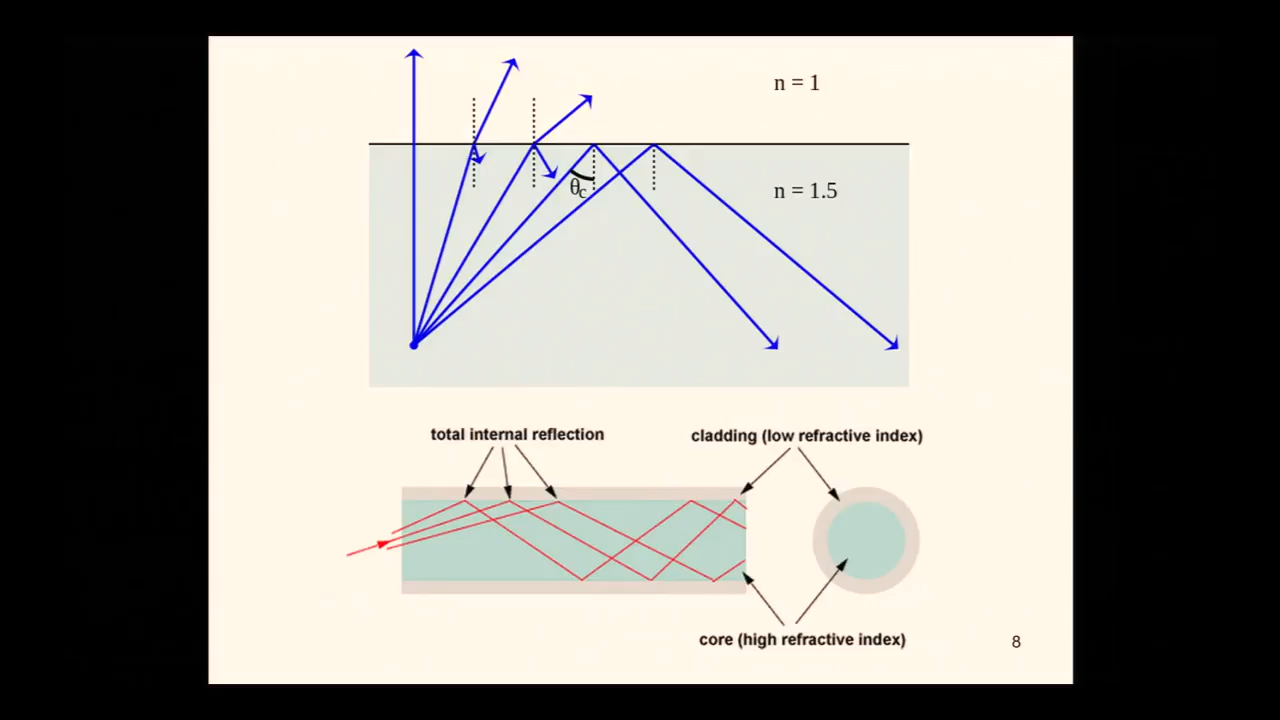 n = 1
n = 1.5
θc
total internal reflection
cladding (low refractive index)
core (high refractive index)
8